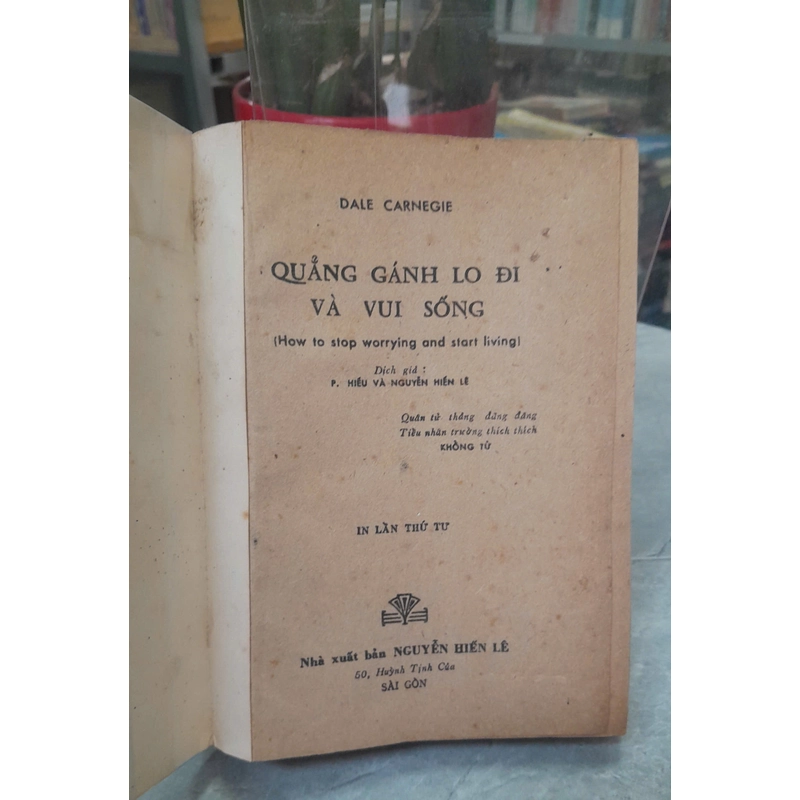 DALE CARNEGIE
QUẲNG GÁNH LO ĐI
VÀ VUI SỐNG
(How to stop worrying and start living)
Dịch giả :
P. HIẾU VÀ NGUYỄN HIẾN LÊ
Quân tử thẳng đãng đãng
Tiểu nhân trường thích thích
KHỔNG TỬ
IN LẦN THỨ TƯ
Nhà xuất bản NGUYỄN HIẾN LÊ
50, Huỳnh Tịnh Của
SÀI GÒN